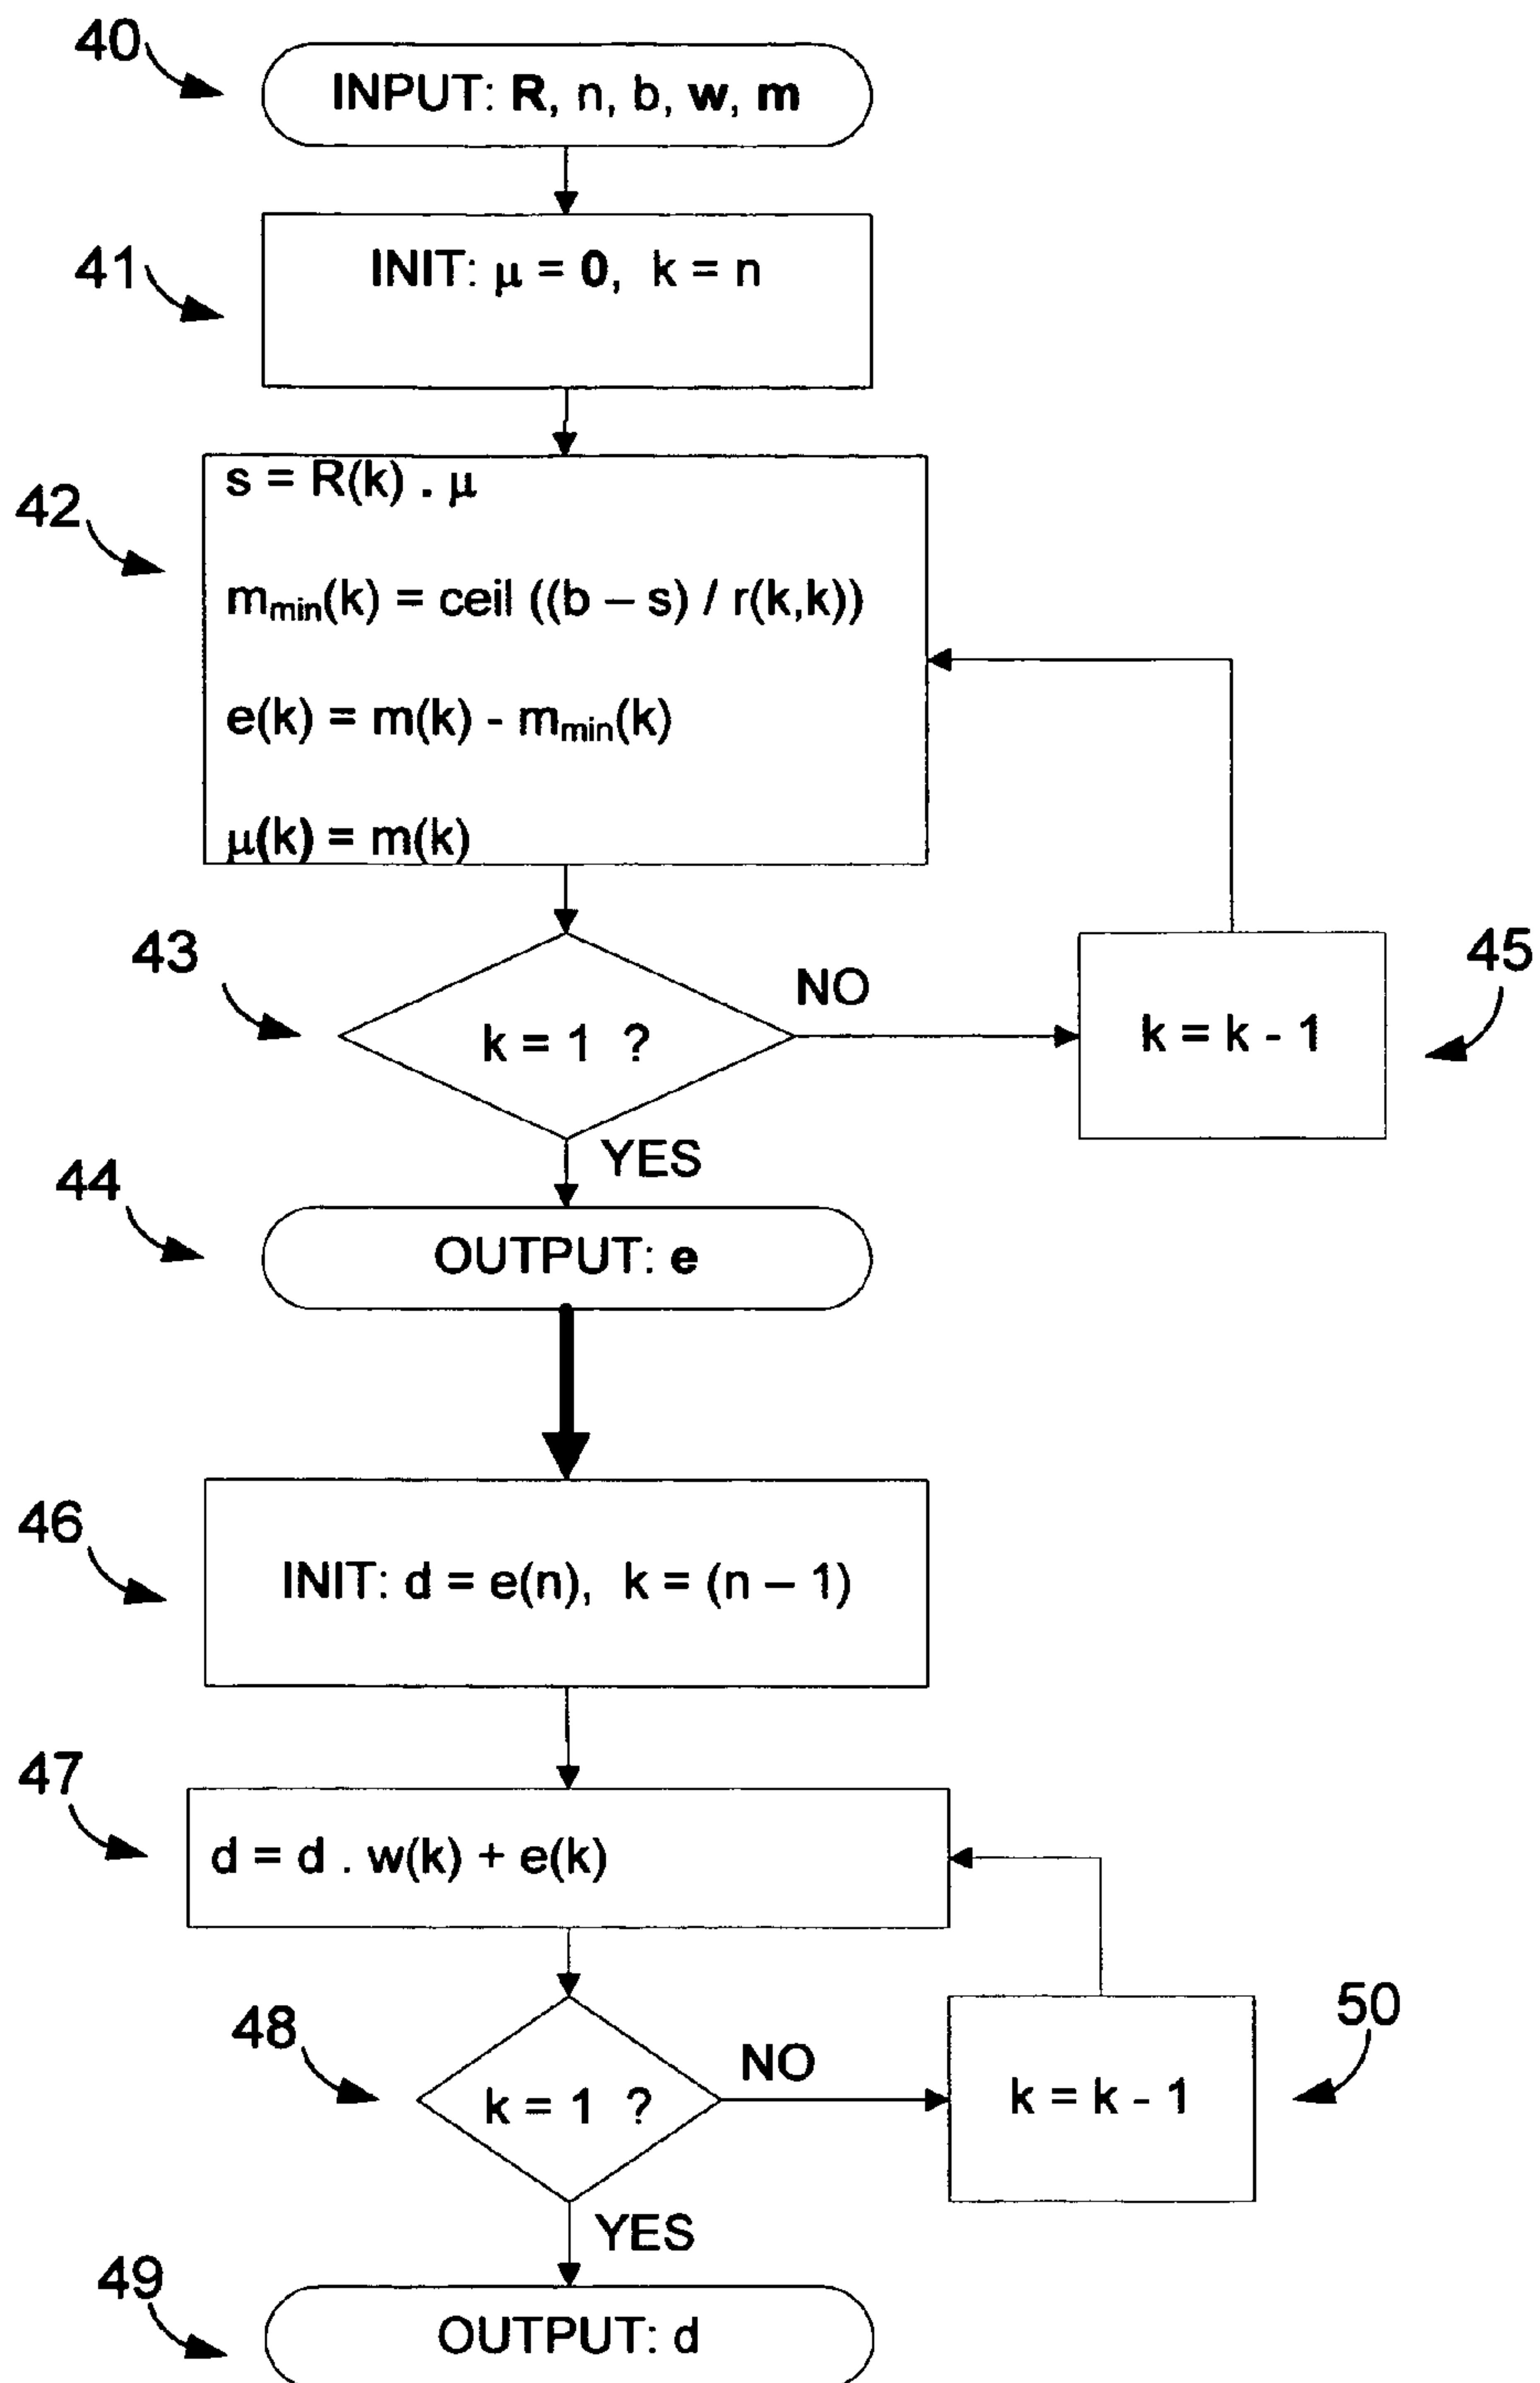 40
INPUT: R, n, b, w, m
41
INIT: μ = 0, k = n
42
s = R(k) . μ
mmin(k) = ceil ((b – s) / r(k,k))
e(k) = m(k) - mmin(k)
μ(k) = m(k)
43
k = 1 ?
NO
k = k - 1
45
YES
44
OUTPUT: e
46
INIT: d = e(n), k = (n – 1)
47
d = d . w(k) + e(k)
48
k = 1 ?
NO
k = k - 1
50
YES
49
OUTPUT: d